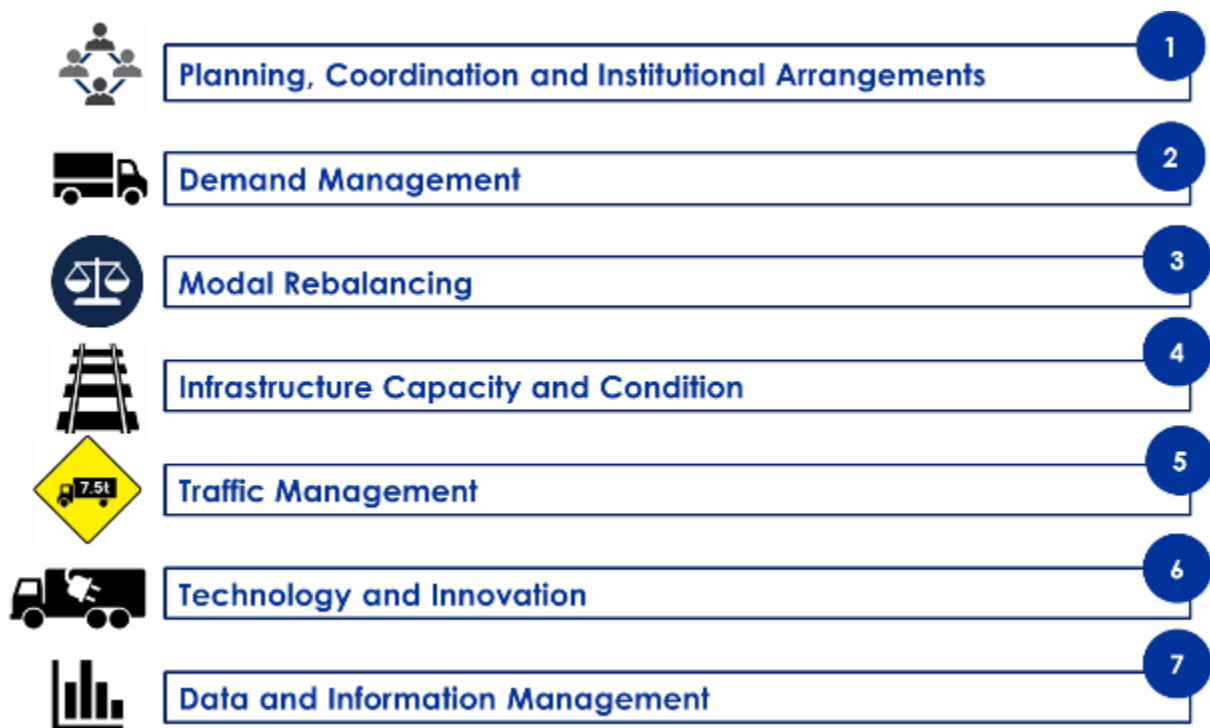 1
Planning, Coordination and Institutional Arrangements
2
Demand Management
3
Modal Rebalancing
4
Infrastructure Capacity and Condition
5
7.5t
Traffic Management
6
Technology and Innovation
7
Data and Information Management